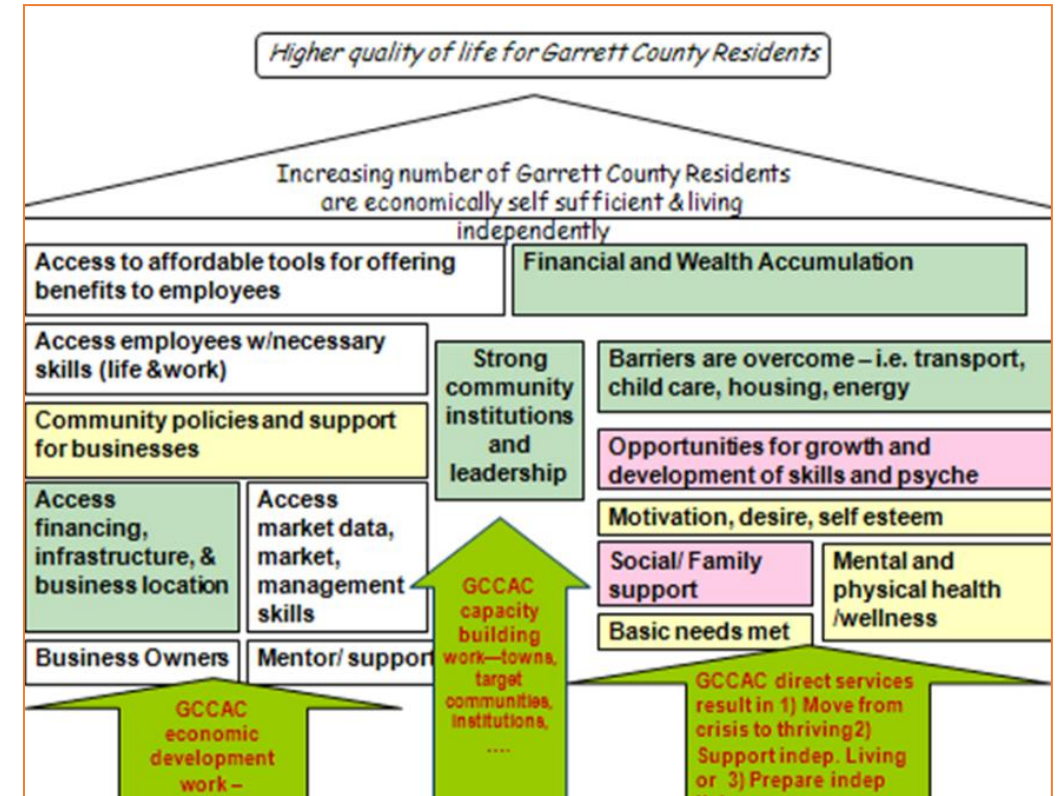 Higher quality of life for Garrett County Residents
Increasing number of Garrett County Residents
are economically self sufficient & living
independently
Access to affordable tools for offering
benefits to employees
Financial and Wealth Accumulation
Access employees w/necessary
skills (life &work)
Community policies and support
for businesses
Access
financing,
infrastructure, &
business location
Access
market data,
market,
management
skills
Business Owners
Mentor/ support
Strong
community
institutions
and
leadership
Barriers are overcome – i.e. transport,
child care, housing, energy
Opportunities for growth and
development of skills and psyche
Motivation, desire, self esteem
Social/ Family
support
Mental and
physical health
/wellness
Basic needs met
GCCAC
economic
development
work –
GCCAC
capacity
building
work—towns,
target
communities,
institutions,
....
GCCAC direct services
result in 1) Move from
crisis to thriving2)
Support indep. Living
or 3) Prepare indep